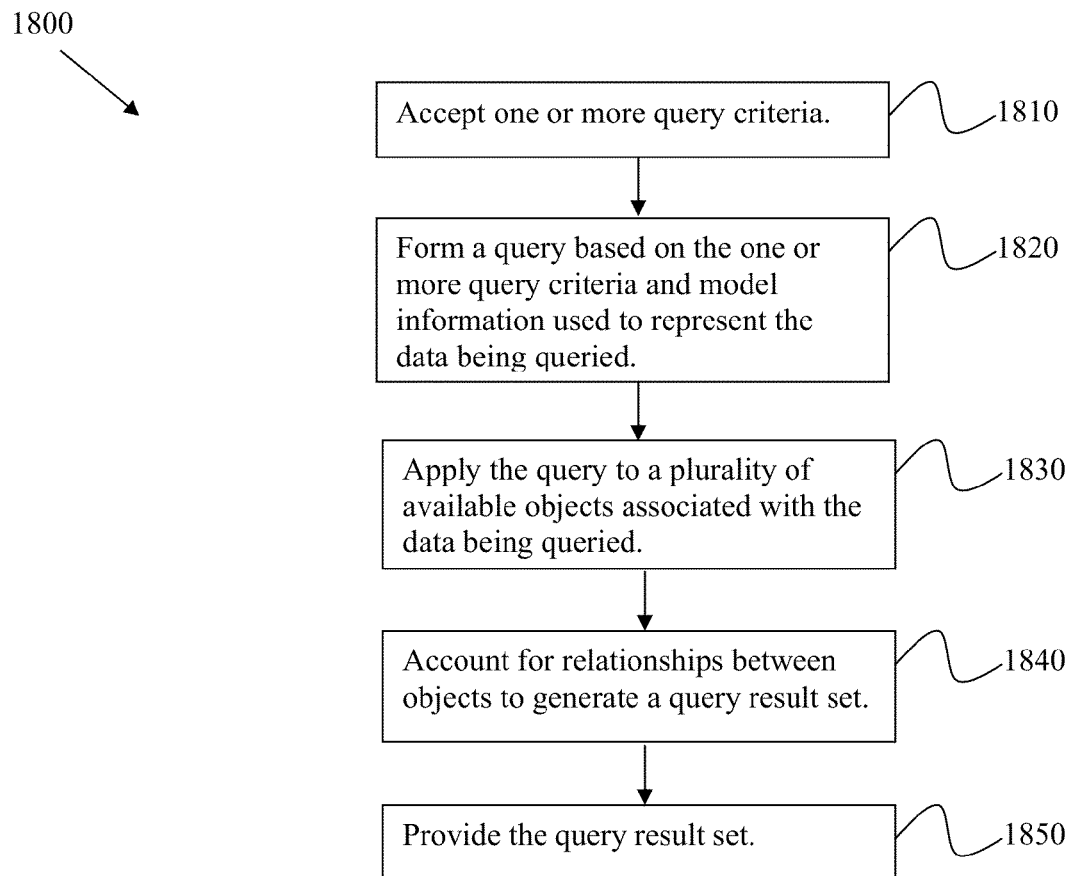 1800
Accept one or more query criteria.
1810
Form a query based on the one or
more query criteria and model
information used to represent the
data being queried.
1820
Apply the query to a plurality of
available objects associated with the
data being queried.
1830
Account for relationships between
objects to generate a query result set.
1840
Provide the query result set.
1850